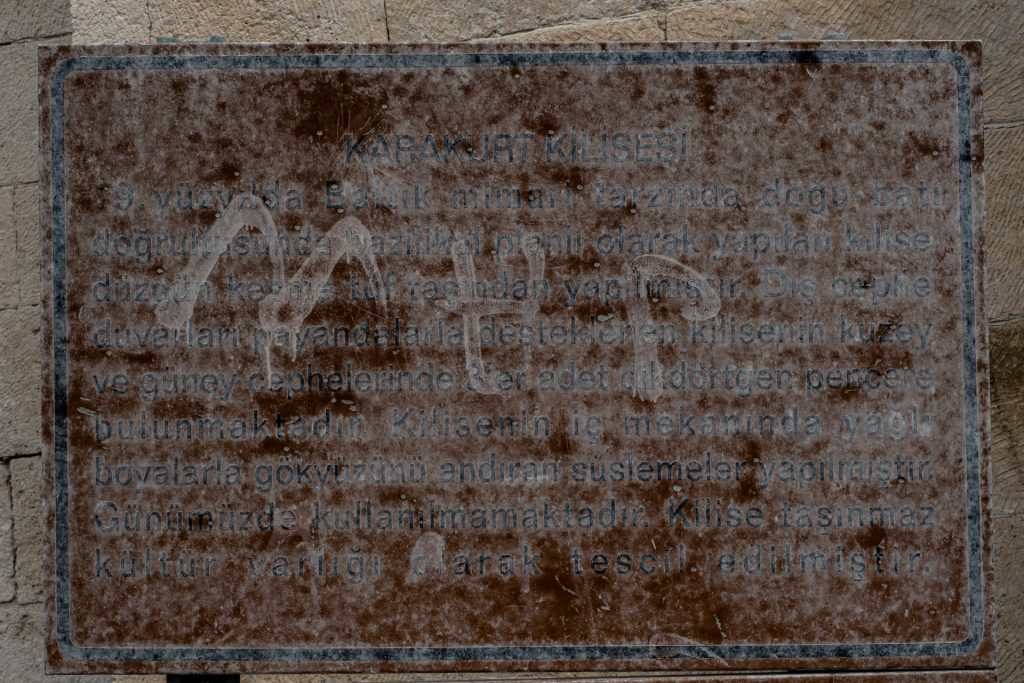 KARAKURT KİLİSESİ
19. yüzyılda Baltık mimari tarzında doğu batı
doğrultusunda bazilikal planlı olarak yapılan kilise
düzgün kesme tüf taşından yapılmıştır. Dış cephe
duvarları payandalarla desteklenen kilisenin kuzey
ve güney cephelerinde er adet dikdörtgen pencere
bulunmaktadır. Kilisenin iç mekanında yağlı
boyalarla gökyüzünü andıran süslemeler yapılmıştır.
Günümüzde kullanılmamaktadır. Kilise taşınmaz
kültür varlığı olarak tescil edilmiştir.
MHP